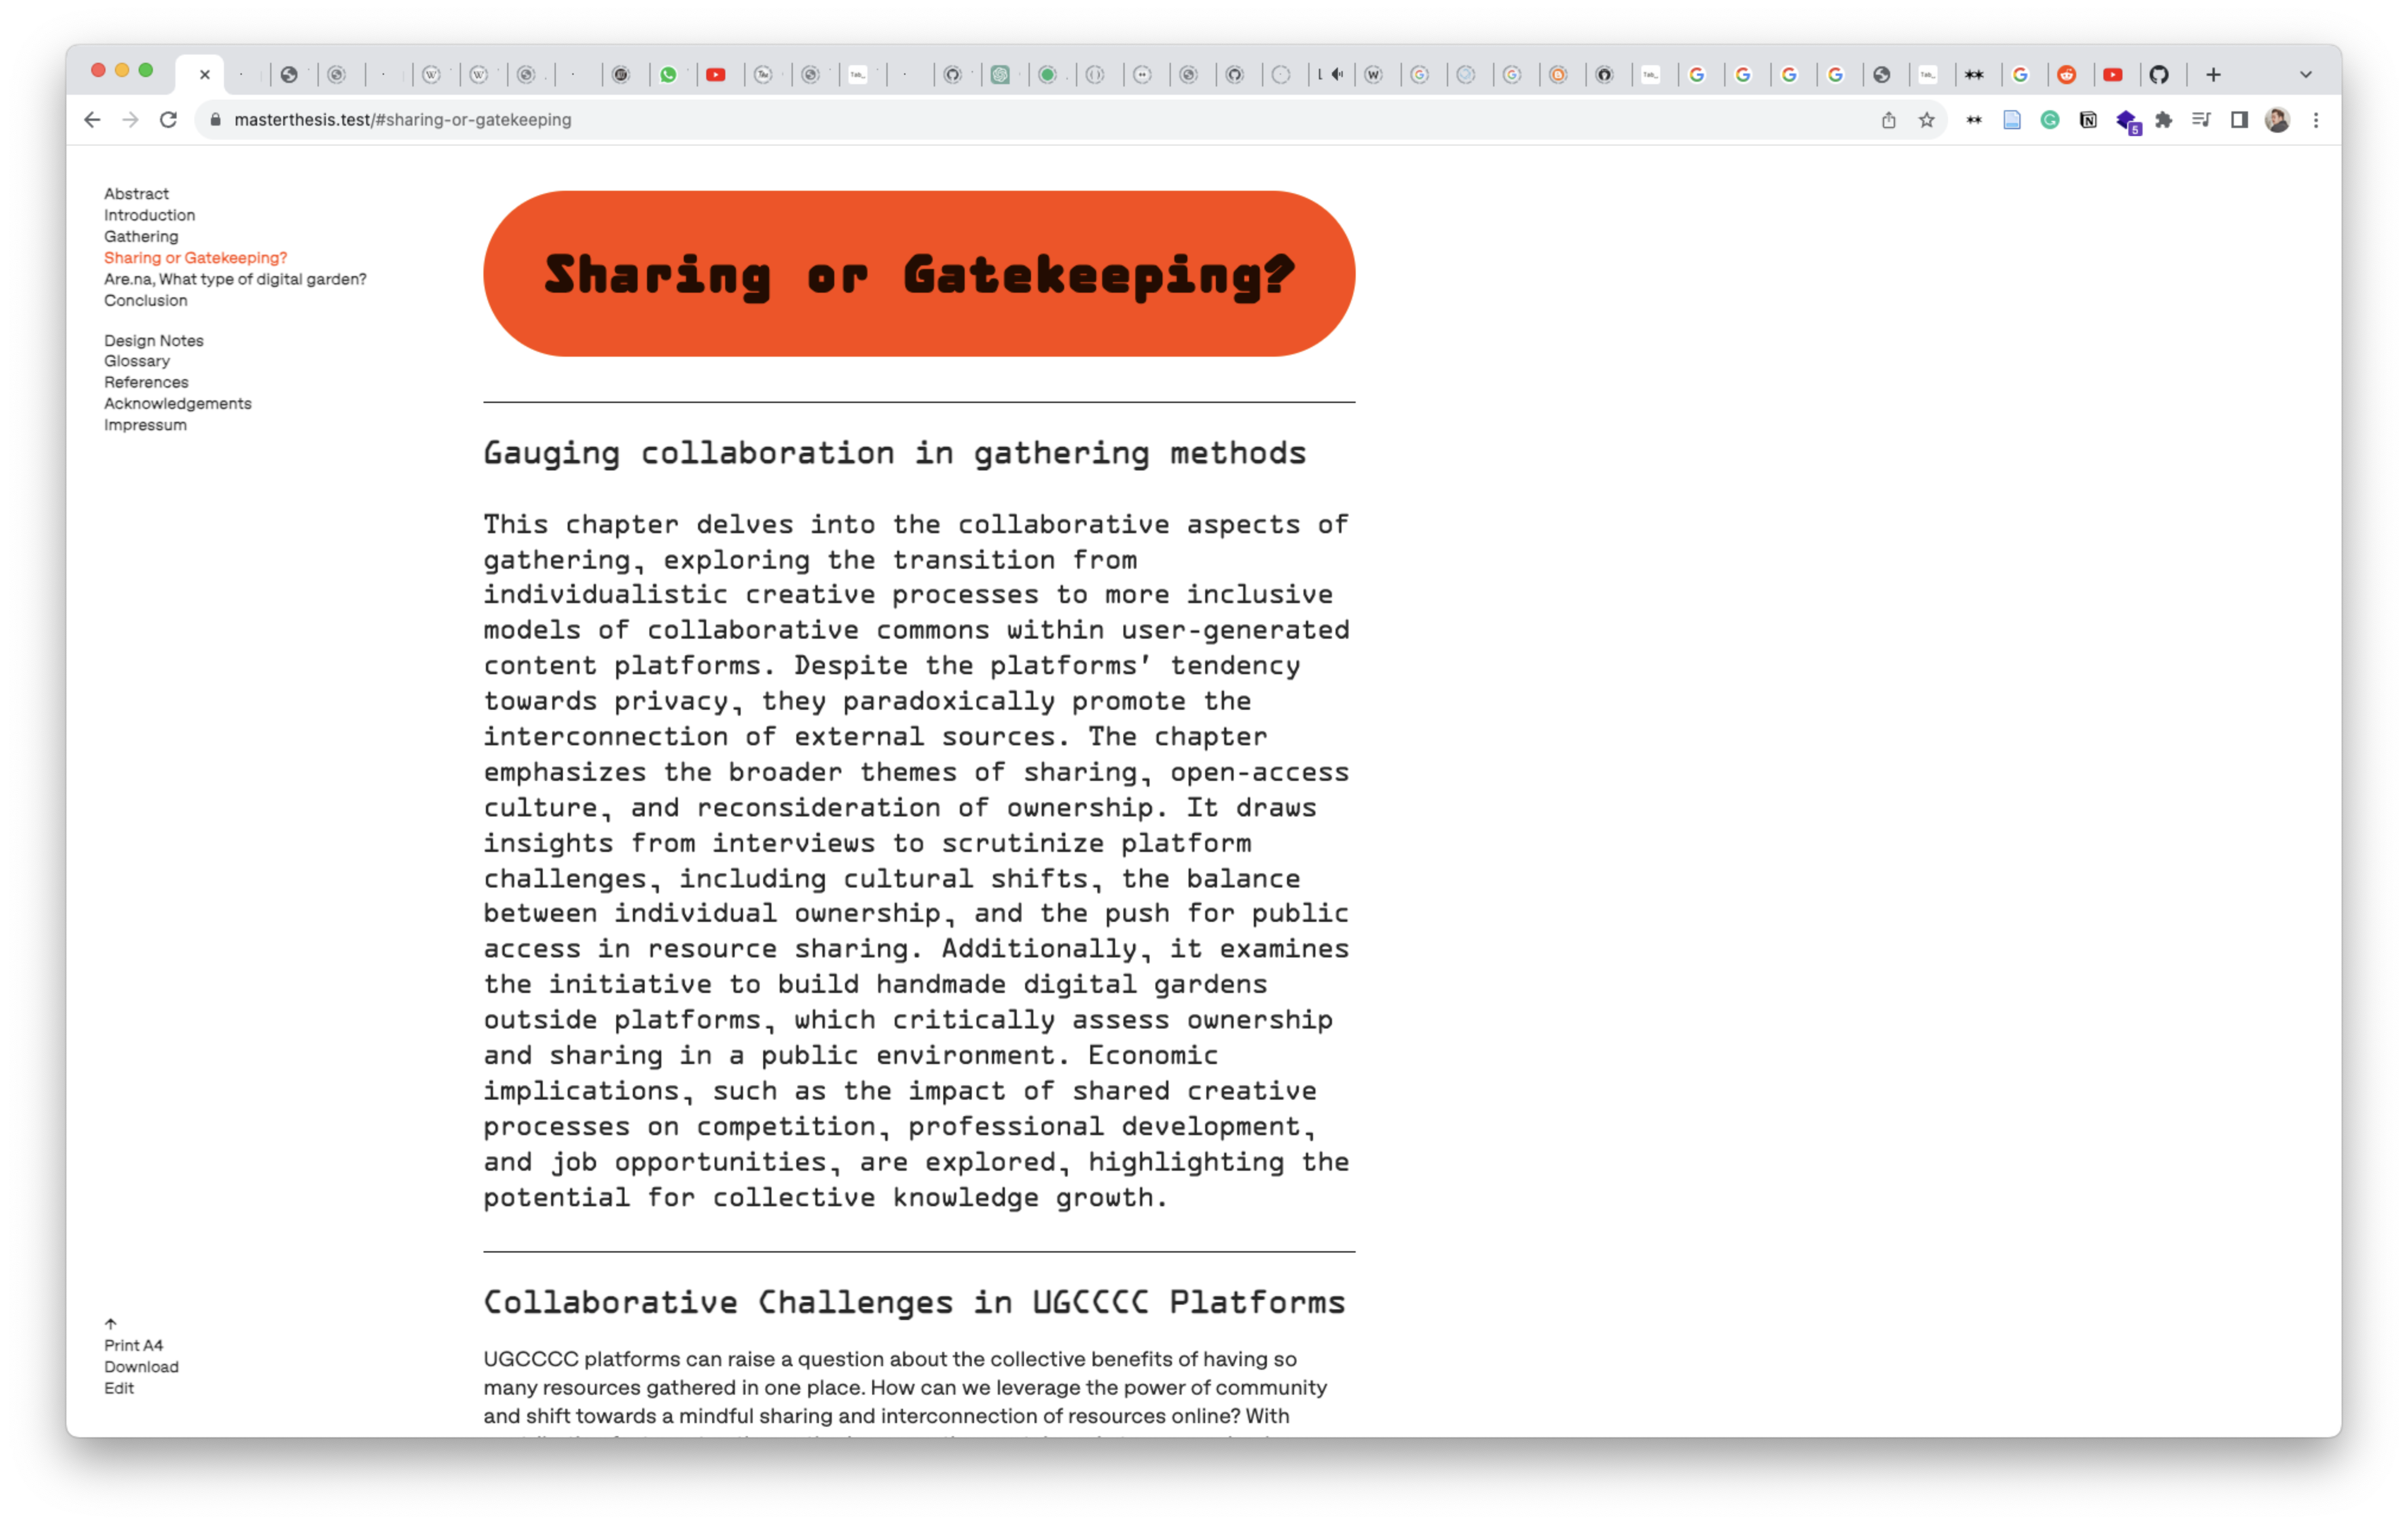 masterthesis.test/#sharing-or-gatekeeping
5
Abstract
Introduction
Gathering
Sharing or Gatekeeping?
Are.na, What type of digital garden?
Conclusion
Design Notes
Glossary
References
Acknowledgements
Impressum
↑
Print A4
Download
Edit
Sharing or Gatekeeping?
Gauging collaboration in gathering methods
This chapter delves into the collaborative aspects of
gathering, exploring the transition from
individualistic creative processes to more inclusive
models of collaborative commons within user-generated
content platforms. Despite the platforms' tendency
towards privacy, they paradoxically promote the
interconnection of external sources. The chapter
emphasizes the broader themes of sharing, open-access
culture, and reconsideration of ownership. It draws
insights from interviews to scrutinize platform
challenges, including cultural shifts, the balance
between individual ownership, and the push for public
access in resource sharing. Additionally, it examines
the initiative to build handmade digital gardens
outside platforms, which critically assess ownership
and sharing in a public environment. Economic
implications, such as the impact of shared creative
processes on competition, professional development,
and job opportunities, are explored, highlighting the
potential for collective knowledge growth.
Collaborative Challenges in UGCCCC Platforms
UGCCCC platforms can raise a question about the collective benefits of having so
many resources gathered in one place. How can we leverage the power of community
and shift towards a mindful sharing and interconnection of resources online? With